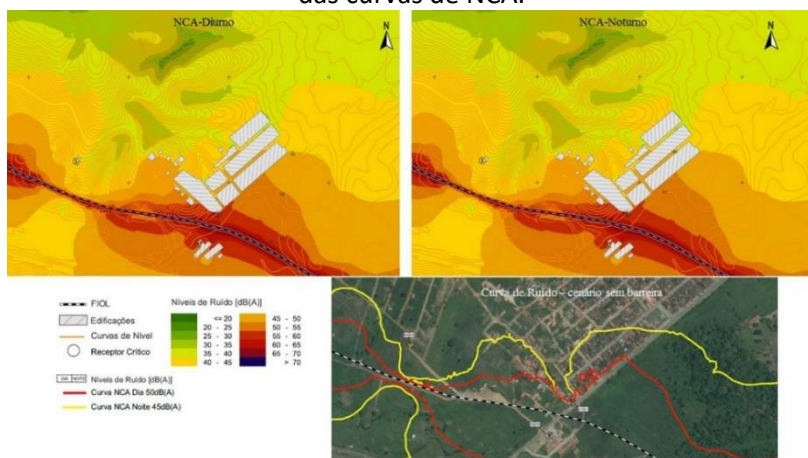 das curvas de NCA.
NCA-Diurno
NCA-Noturno
N
N
FIOL
Edificações
Curvas de Nível
Receptor Crítico
Níveis de Ruído [dB(A)]
Curva NCA Dia 50dB(A)
Curva NCA Noite 45dB(A)
Níveis de Ruído [dB(A)]
<= 20
20 - 25
25 - 30
30 - 35
35 - 40
40 - 45
45 - 50
50 - 55
55 - 60
60 - 65
65 - 70
> 70
Curva de Ruído – cenário sem barreira